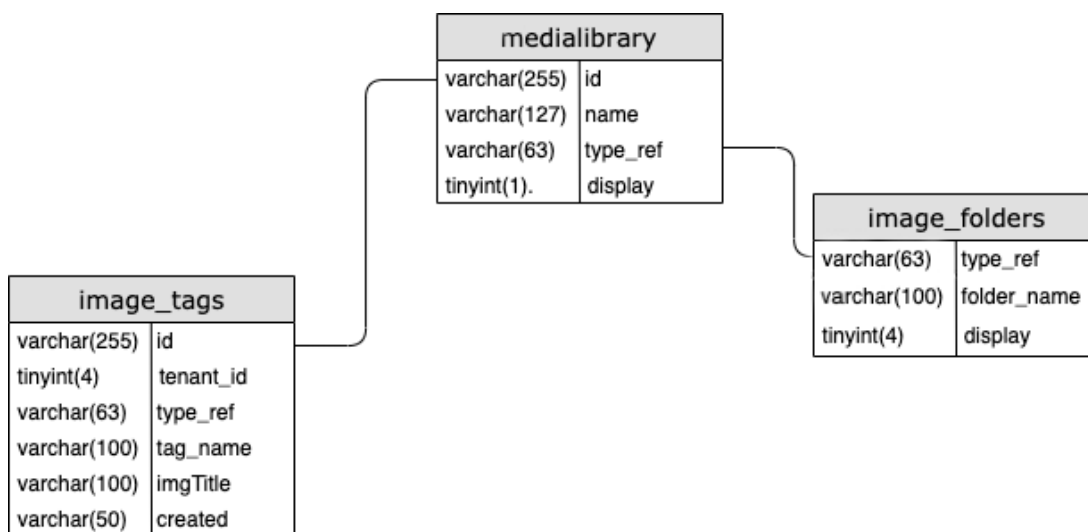 medialibrary
varchar(255) id
varchar(127) name
varchar(63) type_ref
tinyint(1). display
image_folders
varchar(63) type_ref
varchar(100) folder_name
tinyint(4) display
image_tags
varchar(255) id
tinyint(4) tenant_id
varchar(63) type_ref
varchar(100) tag_name
varchar(100) imgTitle
varchar(50) created